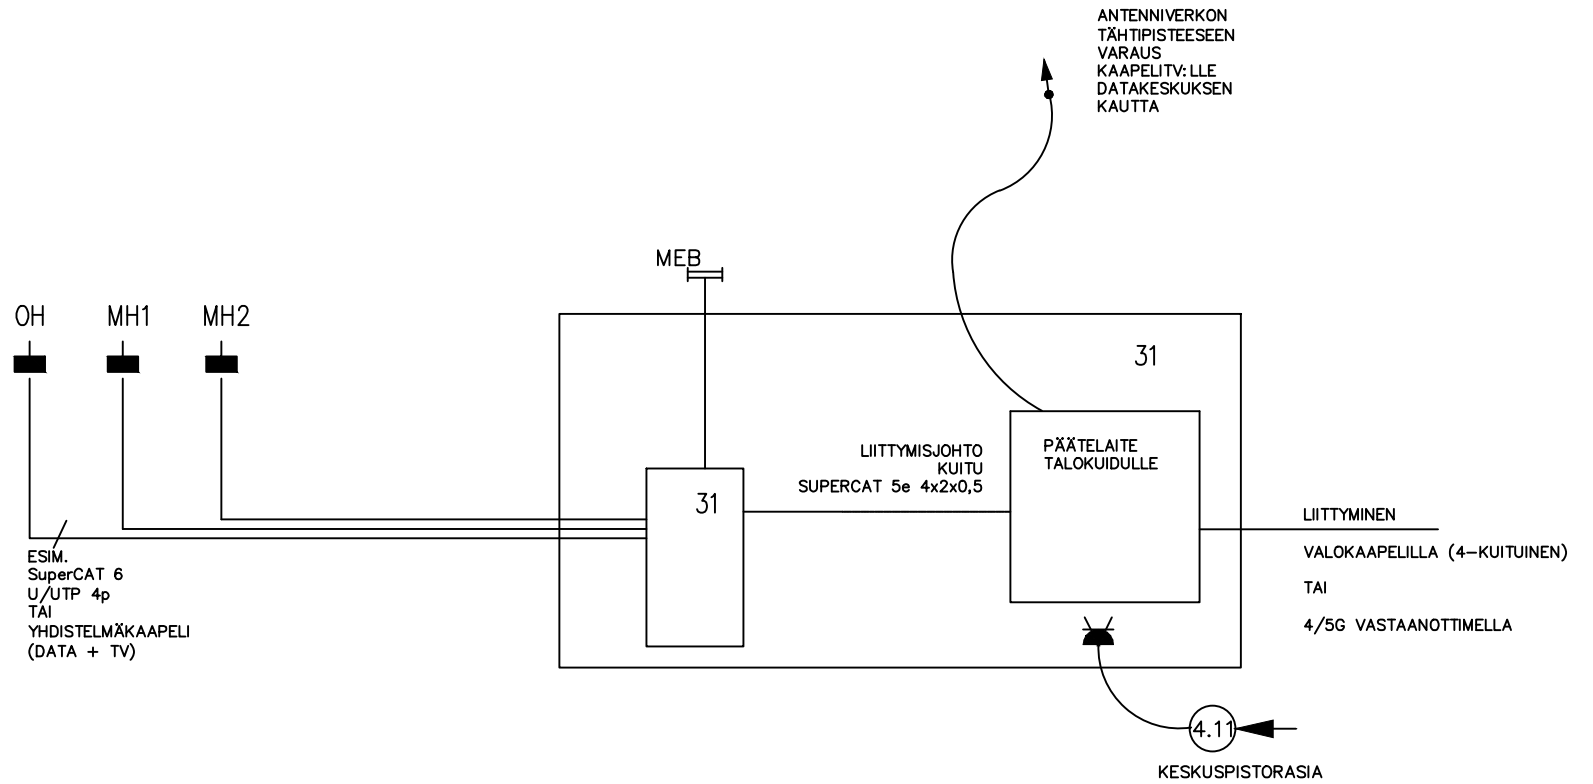 ANTENNIVERKON
TÄHTIPISTEESEEN
VARAUS
KAAPELITV:LLE
DATAKESKUKSEN
KAUTTA
MEB
OH
MH1
MH2
31
PÄÄTELAITE
TALOKUIDULLE
LIITTYMISJOHTO
KUITU
SUPERCAT 5e 4x2x0,5
31
LIITTYMINEN
VALOKAAPELILLA (4-KUITUINEN)
TAI
4/5G VASTAANOTTIMELLA
ESIM.
SuperCAT 6
U/UTP 4p
TAI
YHDISTELMÄKAAPELI
(DATA + TV)
4.11
KESKUSPISTORASIA